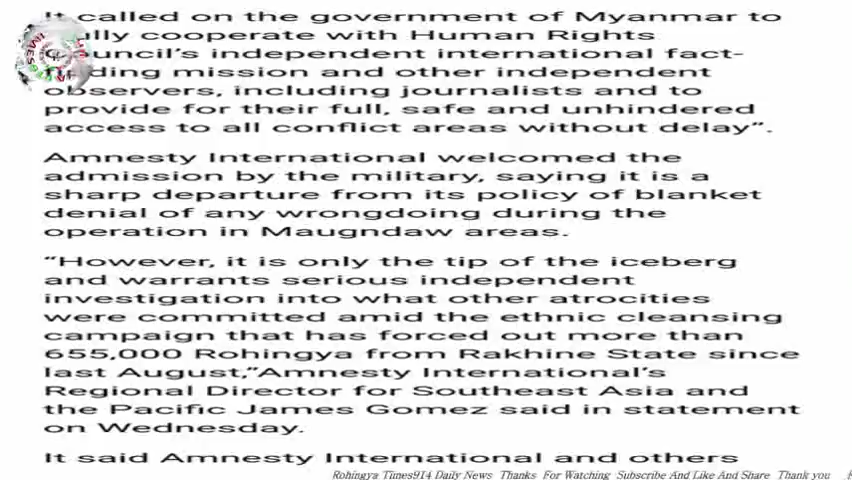 It called on the government of Myanmar to
fully cooperate with Human Rights
Council's independent international fact-
finding mission and other independent
observers, including journalists and to
provide for their full, safe and unhindered
access to all conflict areas without delay”.
Amnesty International welcomed the
admission by the military, saying it is a
sharp departure from its policy of blanket
denial of any wrongdoing during the
operation in Maugndaw areas.
“However, it is only the tip of the iceberg
and warrants serious independent
investigation into what other atrocities
were committed amid the ethnic cleansing
campaign that has forced out more than
655,000 Rohingya from Rakhine State since
last August,”Amnesty International's
Regional Director for Southeast Asia and
the Pacific James Gomez said in statement
on Wednesday.
It said Amnesty International and others
Rohingya Times914 Daily News Thanks For Watching Subscribe And Like And Share Thank you